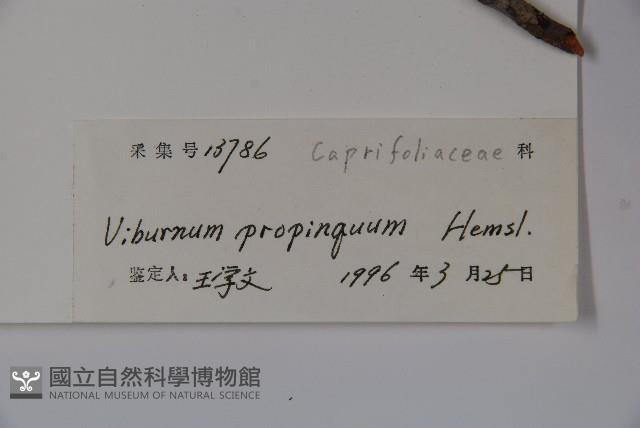 采集号 13786 Caprifoliaceae 科
Viburnum propinquum Hemsl.
鉴定人: 王学文 1996 年 3 月 25 日
國立自然科學博物館
NATIONAL MUSEUM OF NATURAL SCIENCE